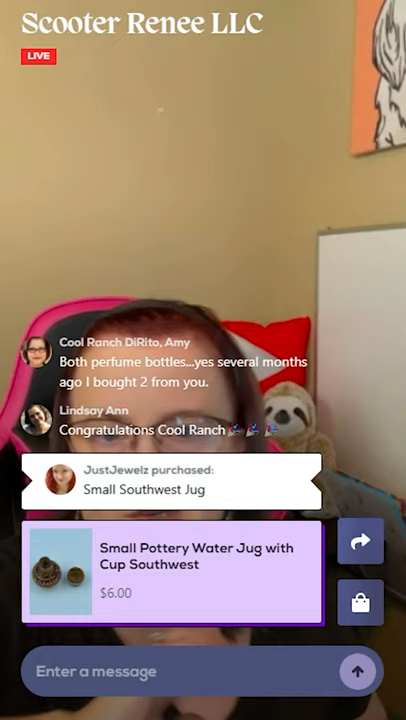 Scooter Renee LLC
LIVE
Cool Ranch DiRito, Amy
Both perfume bottles...yes several months
ago I bought 2 from you.
Lindsay Ann
Congratulations Cool Ranch 🎉 🎉 🎉
JustJewelz purchased:
Small Southwest Jug
Small Pottery Water Jug with
Cup Southwest
$6.00
Enter a message